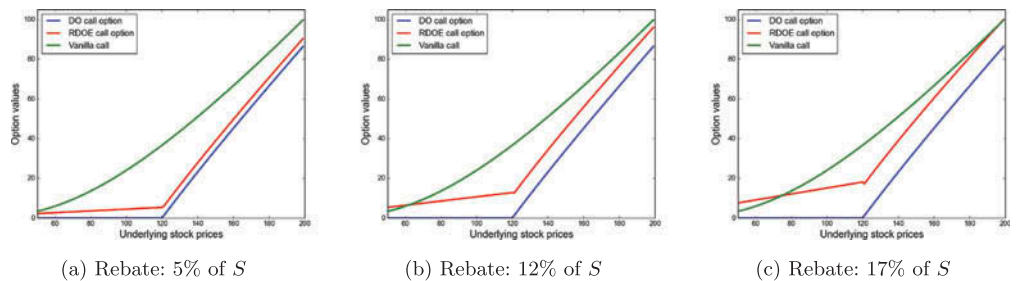 DO call option
RDOE call option
Vanilla call
100
80
60
40
20
0
Option values
60 80 100 120 140 160 180 200
Underlying stock prices
(a) Rebate: 5% of S
DO call option
RDOE call option
Vanilla call
100
80
60
40
20
0
Option values
60 80 100 120 140 160 180 200
Underlying stock prices
(b) Rebate: 12% of S
DO call option
RDOE call option
Vanilla call
100
80
60
40
20
0
Option values
60 80 100 120 140 160 180 200
Underlying stock prices
(c) Rebate: 17% of S